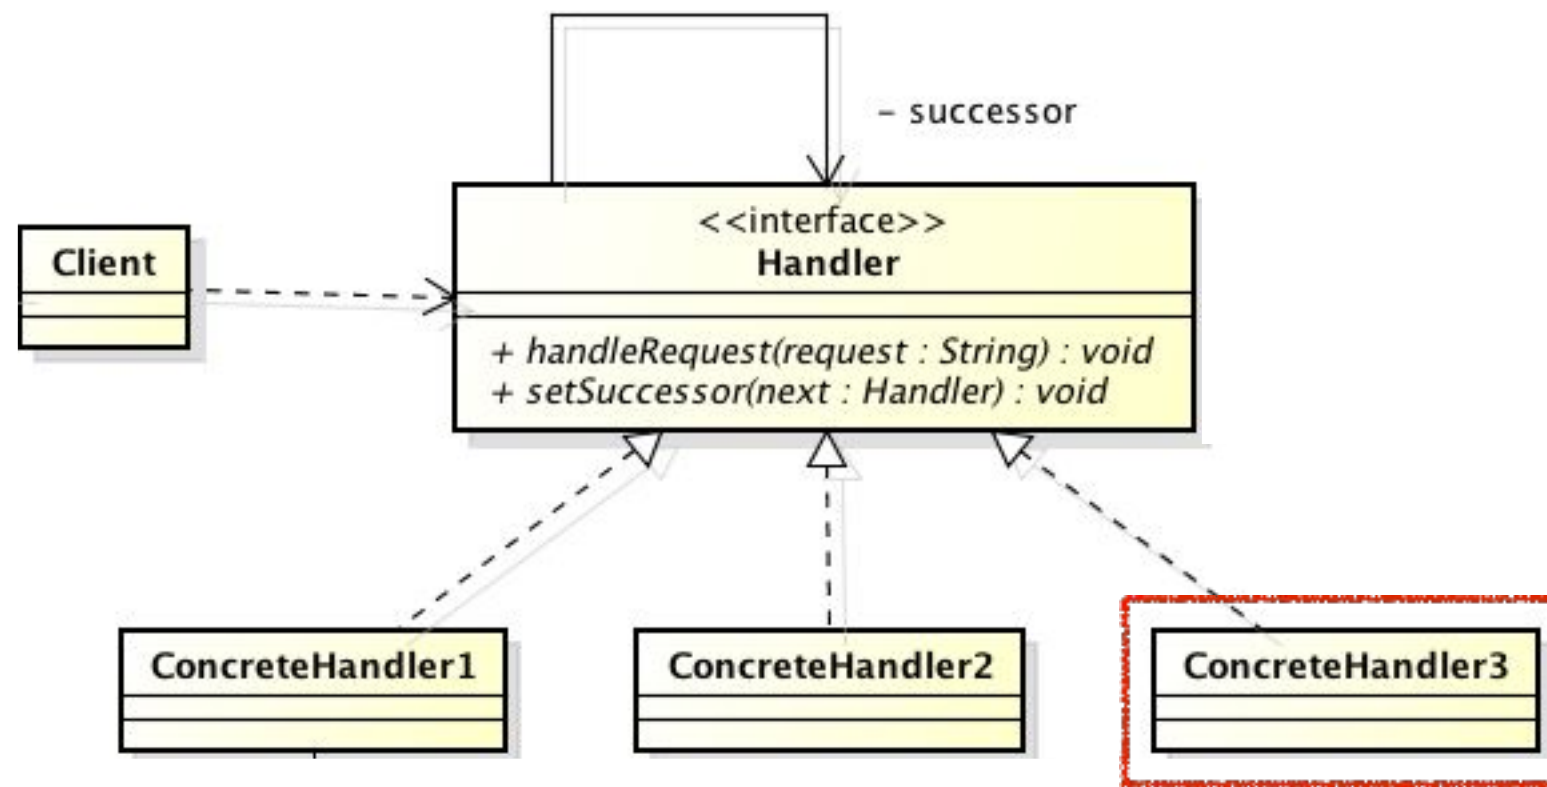 – successor
<<interface>>
Handler
Client
+ handleRequest(request : String) : void
+ setSuccessor(next : Handler) : void
ConcreteHandler1
ConcreteHandler2
ConcreteHandler3